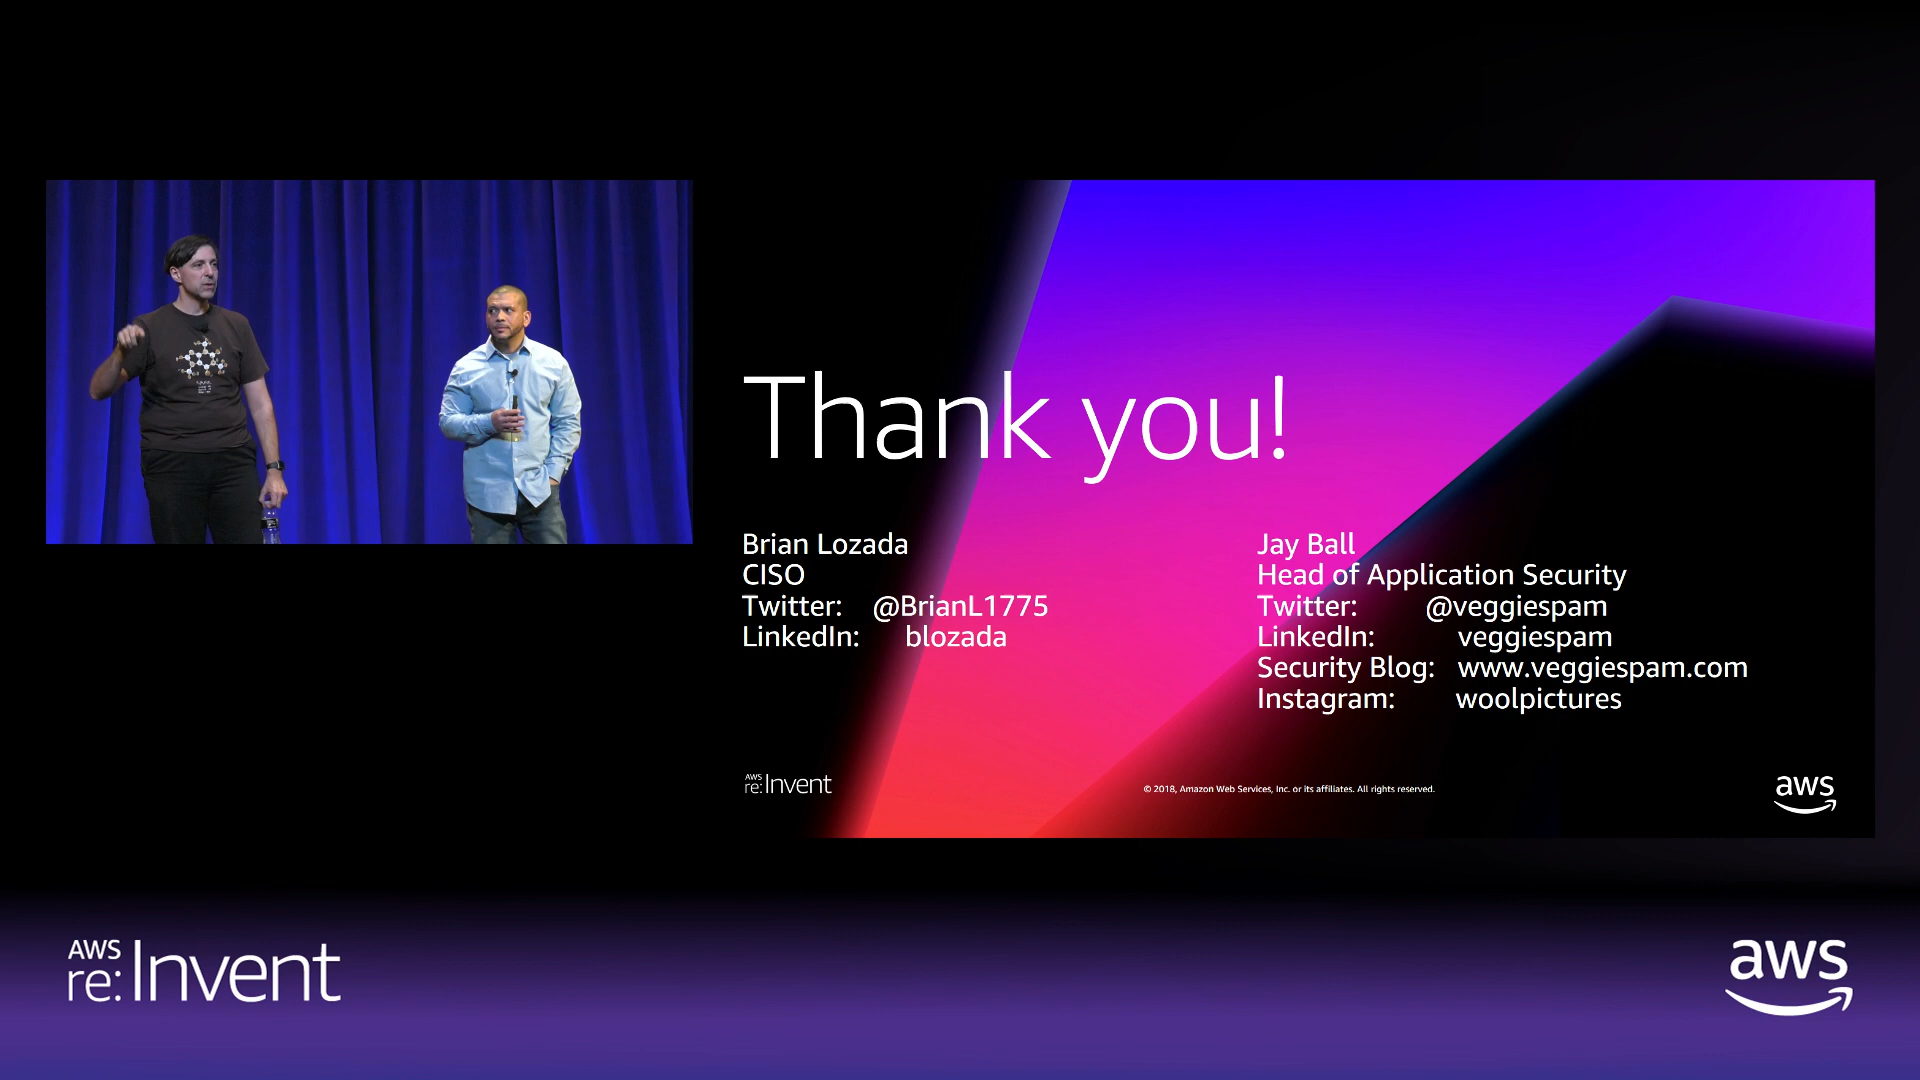 Thank you!
Brian Lozada
CISO
Twitter: @BrianL1775
LinkedIn: blozada
Jay Ball
Head of Application Security
Twitter: @veggiespam
LinkedIn: veggiespam
Security Blog: www.veggiespam.com
Instagram: woolpictures
AWS
re:Invent
© 2018, Amazon Web Services, Inc. or its affiliates. All rights reserved.
aws
AWS
re:Invent
aws